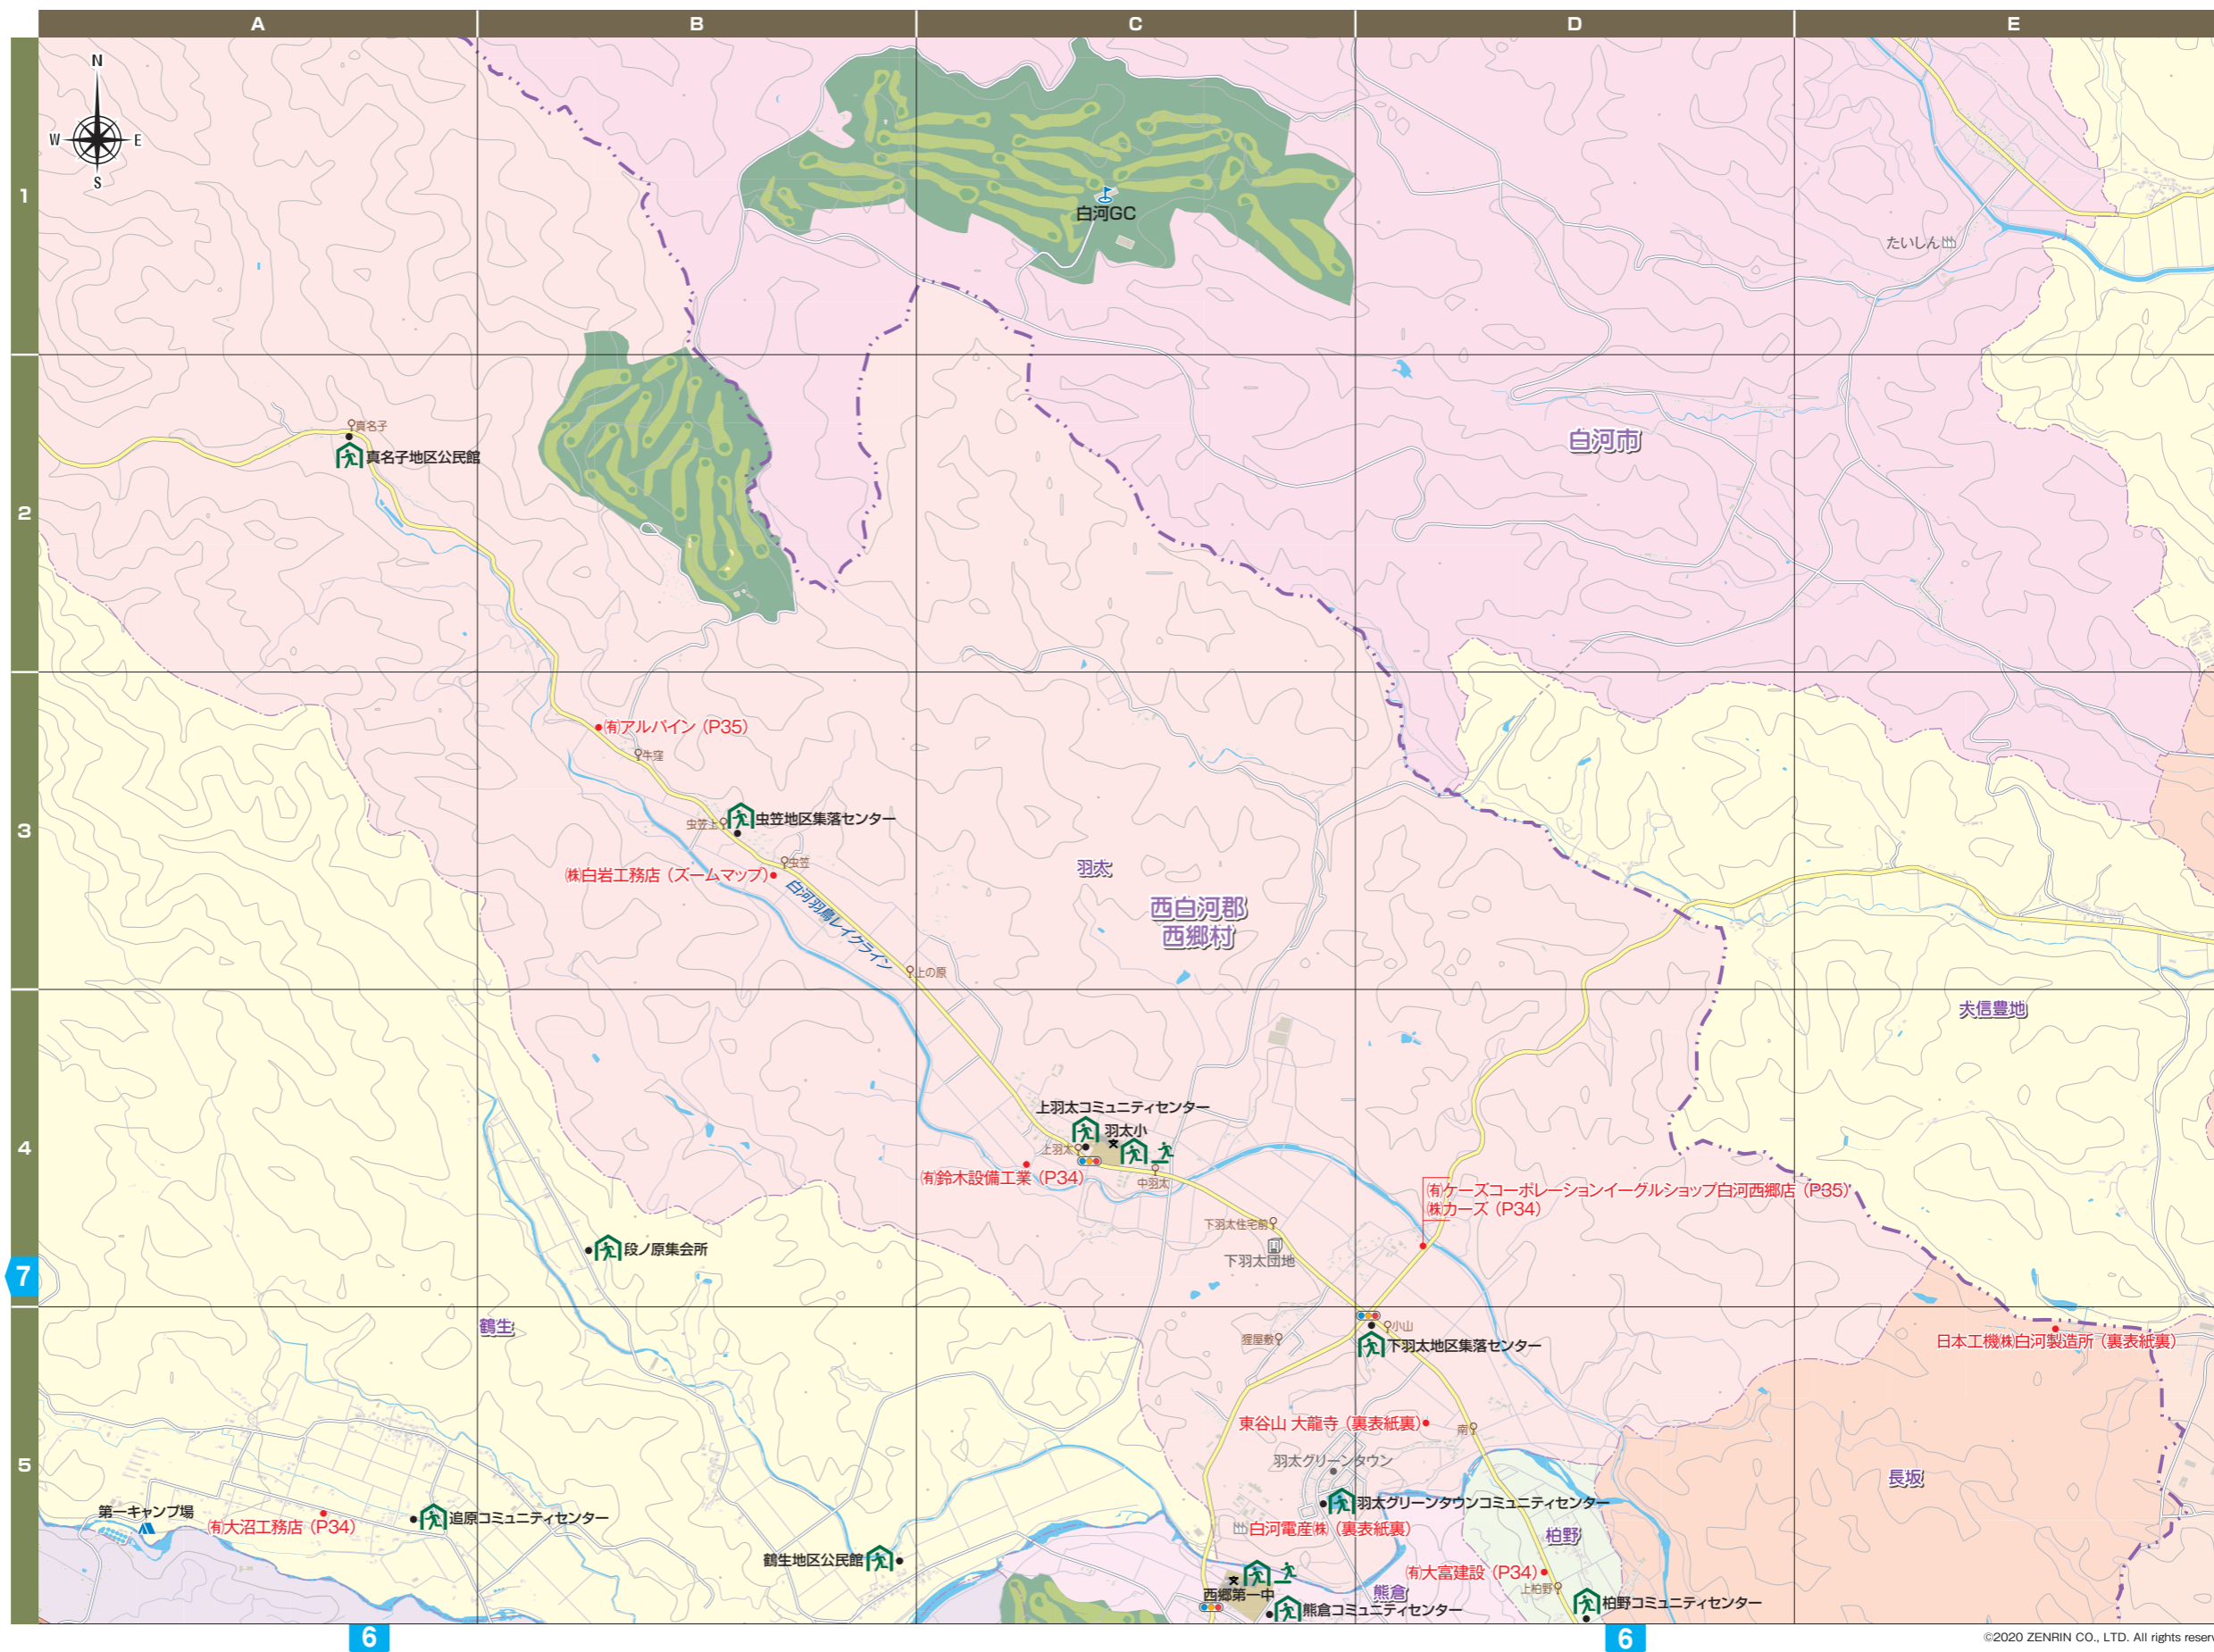 A
B
C
D
E
N
W
E
S
1
2
3
4
5
7
白河GC
たいしん
真名子
真名子地区公民館
白河市
㈲アルパイン（P35）
牛窪
虫笠上
虫笠地区集落センター
虫笠
㈱白岩工務店（ズームマップ）
白河羽鳥レイクライン
羽太
西白河郡
西郷村
上の原
大信豊地
上羽太コミュニティセンター
羽太小
上羽太
㈲鈴木設備工業（P34）
中羽太
㈲ケーズコーポレーションイーグルショップ白河西郷店（P35）
㈱カーズ（P34）
下羽太住宅前
下羽太団地
段ノ原集会所
鶴生
狸屋敷
小山
下羽太地区集落センター
日本工機㈱白河製造所（裏表紙裏）
東谷山 大龍寺（裏表紙裏）
南
羽太グリーンタウン
長坂
羽太グリーンタウンコミュニティセンター
白河電産㈱（裏表紙裏）
柏野
第一キャンプ場
㈲大沼工務店（P34）
追原コミュニティセンター
鶴生地区公民館
㈲大富建設（P34）
上柏野
西郷第一中
熊倉
熊倉コミュニティセンター
柏野コミュニティセンター
6
6
©2020 ZENRIN CO., LTD. All rights reserv